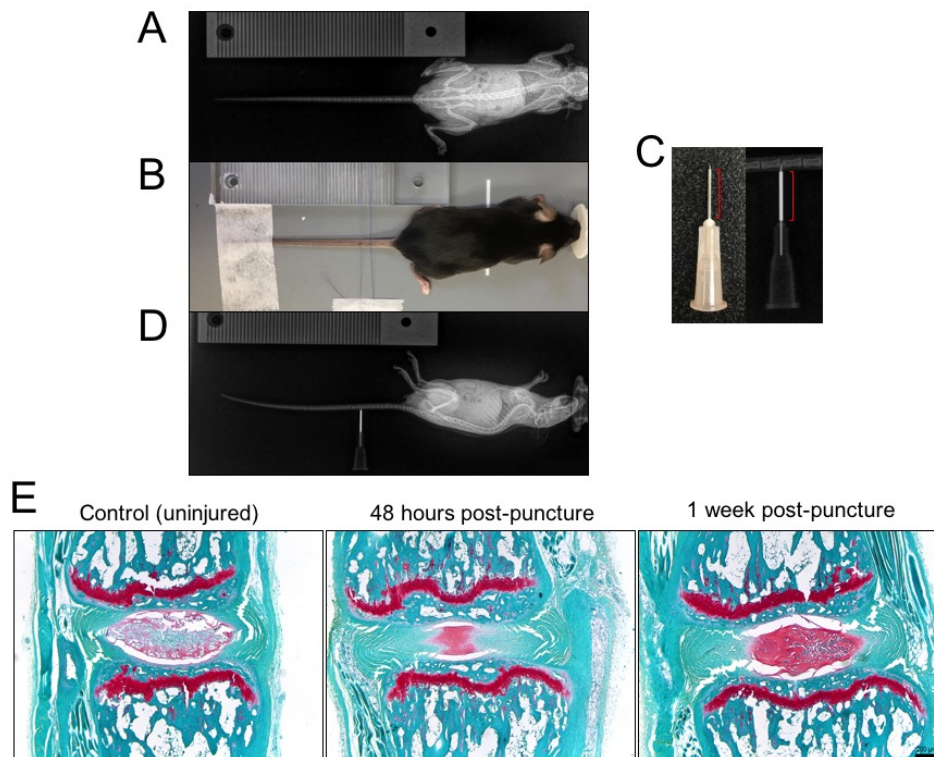 A
B
C
D
E
Control (uninjured)
48 hours post-puncture
1 week post-puncture